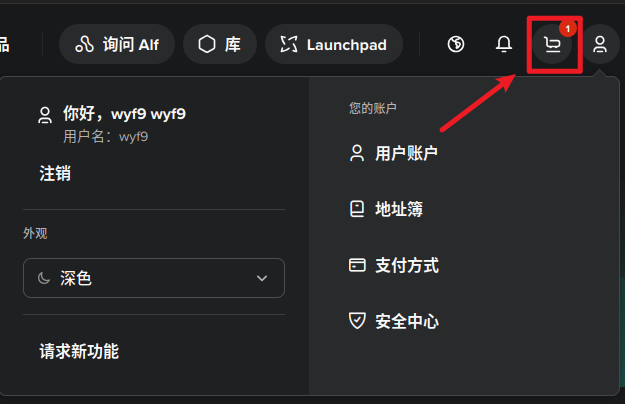 品
询问 Alf
库
Launchpad
1
你好，wyf9 wyf9
用户名：wyf9
注销
外观
深色
请求新功能
您的账户
用户账户
地址簿
支付方式
安全中心